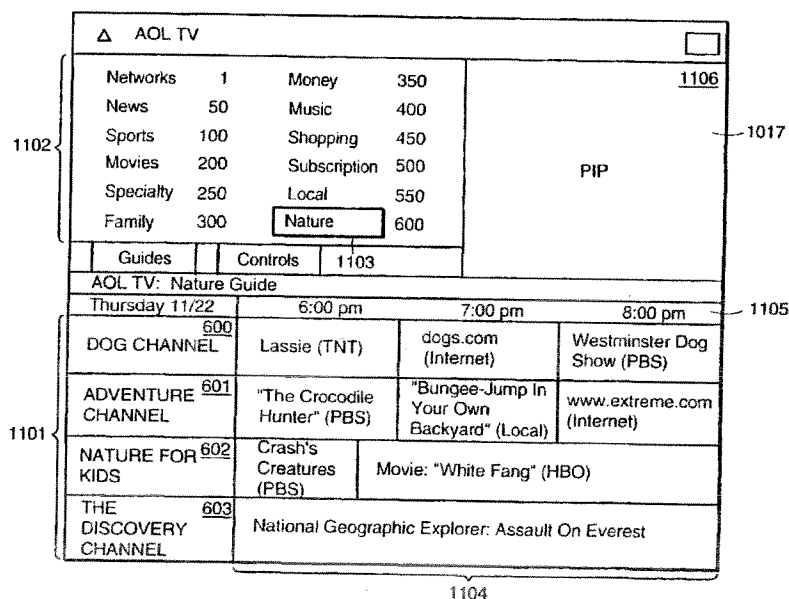 AOL TV
1106
Networks 1 Money 350
News 50 Music 400
Sports 100 Shopping 450
Movies 200 Subscription 500
Specialty 250 Local 550
Family 300 Nature 600
1102
PIP
1017
Guides Controls 1103
AOL TV: Nature Guide
Thursday 11/22 6:00 pm 7:00 pm 8:00 pm
1105
DOG CHANNEL 600
Lassie (TNT)
dogs.com
(Internet)
Westminster Dog
Show (PBS)
ADVENTURE 601
CHANNEL
"The Crocodile
Hunter" (PBS)
"Bungee-Jump In
Your Own
Backyard" (Local)
www.extreme.com
(Internet)
1101
NATURE FOR 602
KIDS
Crash's
Creatures
(PBS)
Movie: "White Fang" (HBO)
THE 603
DISCOVERY
CHANNEL
National Geographic Explorer: Assault On Everest
1104